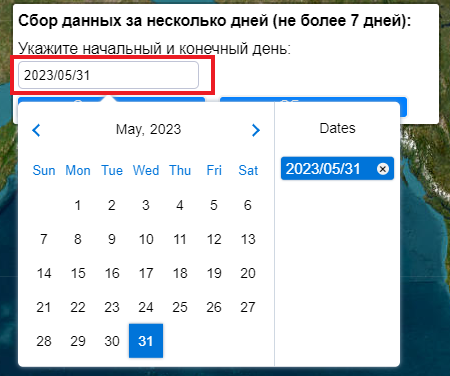 Сбор данных за несколько дней (не более 7 дней):
Укажите начальный и конечный день:
2023/05/31
May, 2023
Dates
Sun Mon Tue Wed Thu Fri Sat
2023/05/31
1 2 3 4 5 6
7 8 9 10 11 12 13
14 15 16 17 18 19 20
21 22 23 24 25 26 27
28 29 30 31